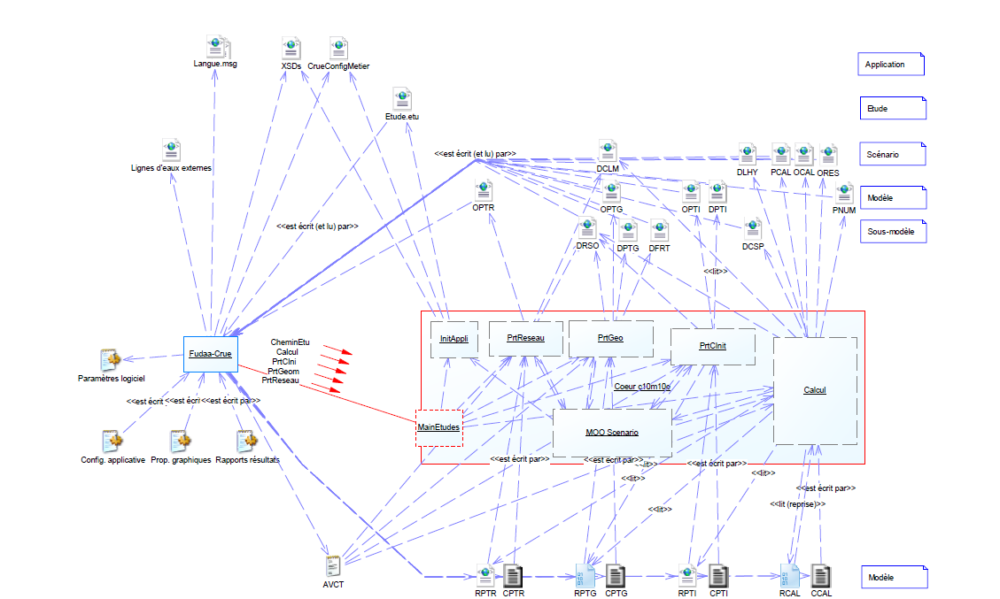 Langue.msg
XSDs
CrueConfigMetier
Application
Etude.etu
Etude
Lignes d'eaux externes
<<est écrit (et lu) par>>
DCLM
DLHY
PCAL
OCAL
ORES
Scénario
OPTR
OPTG
OPTI
DPTI
PNUM
Modèle
<<est écrit (et lu) par>>
DRSO
DPTG
DFRT
DCSP
Sous-modèle
<<lit>>
InitAppli
PrtReseau
PrtGeo
PrtCInit
Fudaa-Crue
CheminEtu
Calcul
PrtCIni
PrtGeom
PrtReseau
Paramètres logiciel
Coeur c10m10e
Calcul
<<est écrit
<<est écri
<<est écrit par>>
MainEtudes
MOO Scenario
Config. applicative
Prop. graphiques
Rapports résultats
<<est écrit par>>
<<est écrit par>>
<<lit>>
<<est écrit par>>
<<lit>>
<<lit>>
<<est écrit par>>
<<lit (reprise)>>
<<lit>>
AVCT
RPTR
CPTR
RPTG
CPTG
RPTI
CPTI
RCAL
CCAL
Modèle